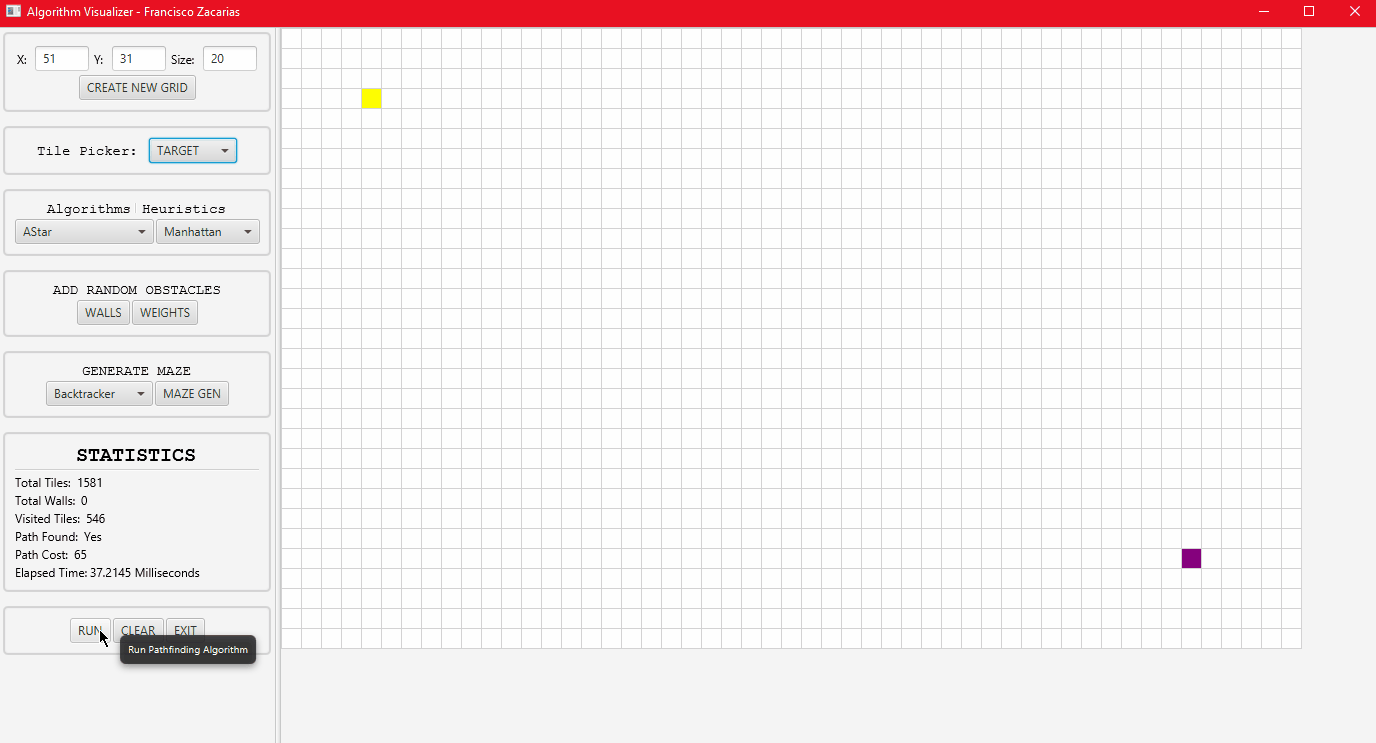 Algorithm Visualizer - Francisco Zacarias
X: 51 Y: 31 Size: 20
CREATE NEW GRID
Tile Picker: TARGET
Algorithms Heuristics
AStar Manhattan
ADD RANDOM OBSTACLES
WALLS WEIGHTS
GENERATE MAZE
Backtracker MAZE GEN
STATISTICS
Total Tiles: 1581
Total Walls: 0
Visited Tiles: 546
Path Found: Yes
Path Cost: 65
Elapsed Time: 37.2145 Milliseconds
RUN CLEAR EXIT
Run Pathfinding Algorithm